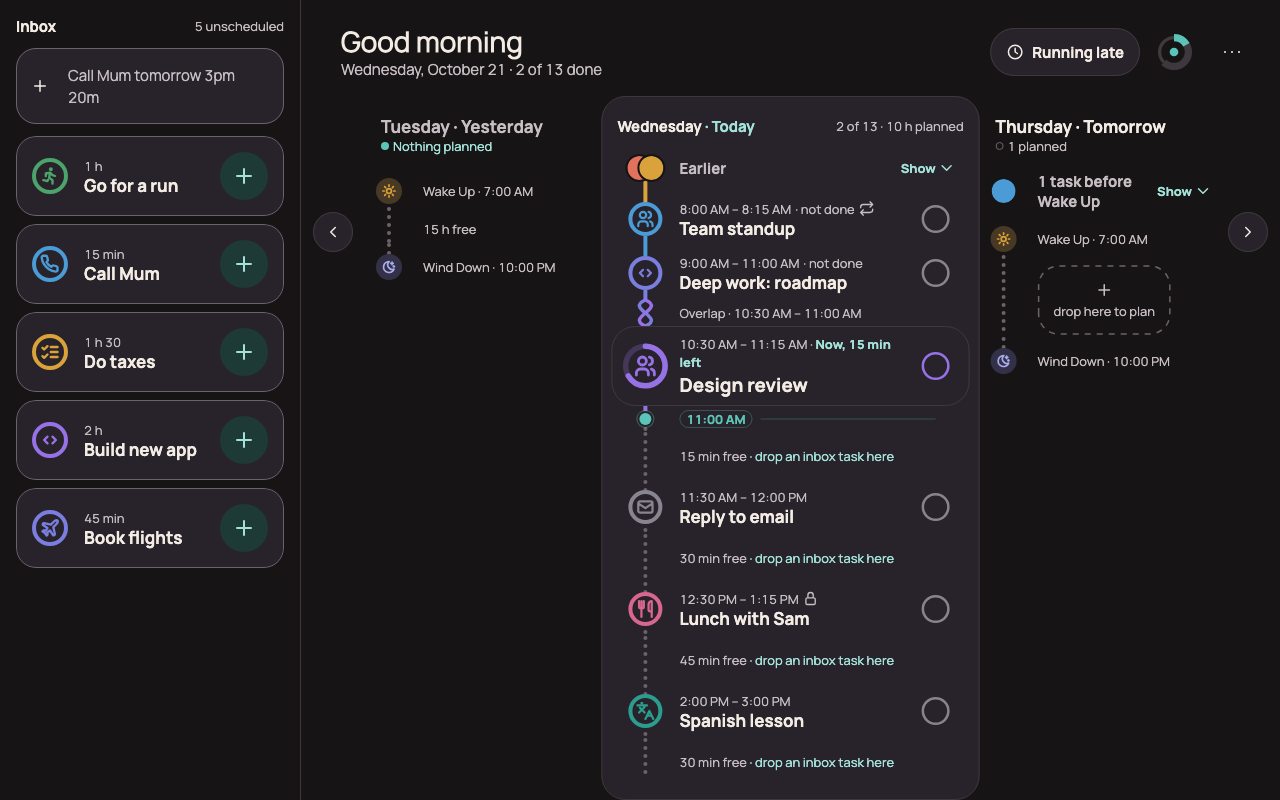 Inbox
5 unscheduled
Call Mum tomorrow 3pm
20m
1 h
Go for a run
15 min
Call Mum
1 h 30
Do taxes
2 h
Build new app
45 min
Book flights
Good morning
Wednesday, October 21 · 2 of 13 done
Running late
Tuesday · Yesterday
Nothing planned
Wake Up · 7:00 AM
15 h free
Wind Down · 10:00 PM
Wednesday · Today
2 of 13 · 10 h planned
Earlier
Show
8:00 AM – 8:15 AM · not done
Team standup
9:00 AM – 11:00 AM · not done
Deep work: roadmap
Overlap · 10:30 AM – 11:00 AM
10:30 AM – 11:15 AM · Now, 15 min
left
Design review
11:00 AM
15 min free · drop an inbox task here
11:30 AM – 12:00 PM
Reply to email
30 min free · drop an inbox task here
12:30 PM – 1:15 PM
Lunch with Sam
45 min free · drop an inbox task here
2:00 PM – 3:00 PM
Spanish lesson
30 min free · drop an inbox task here
Thursday · Tomorrow
1 planned
1 task before
Wake Up
Show
Wake Up · 7:00 AM
drop here to plan
Wind Down · 10:00 PM